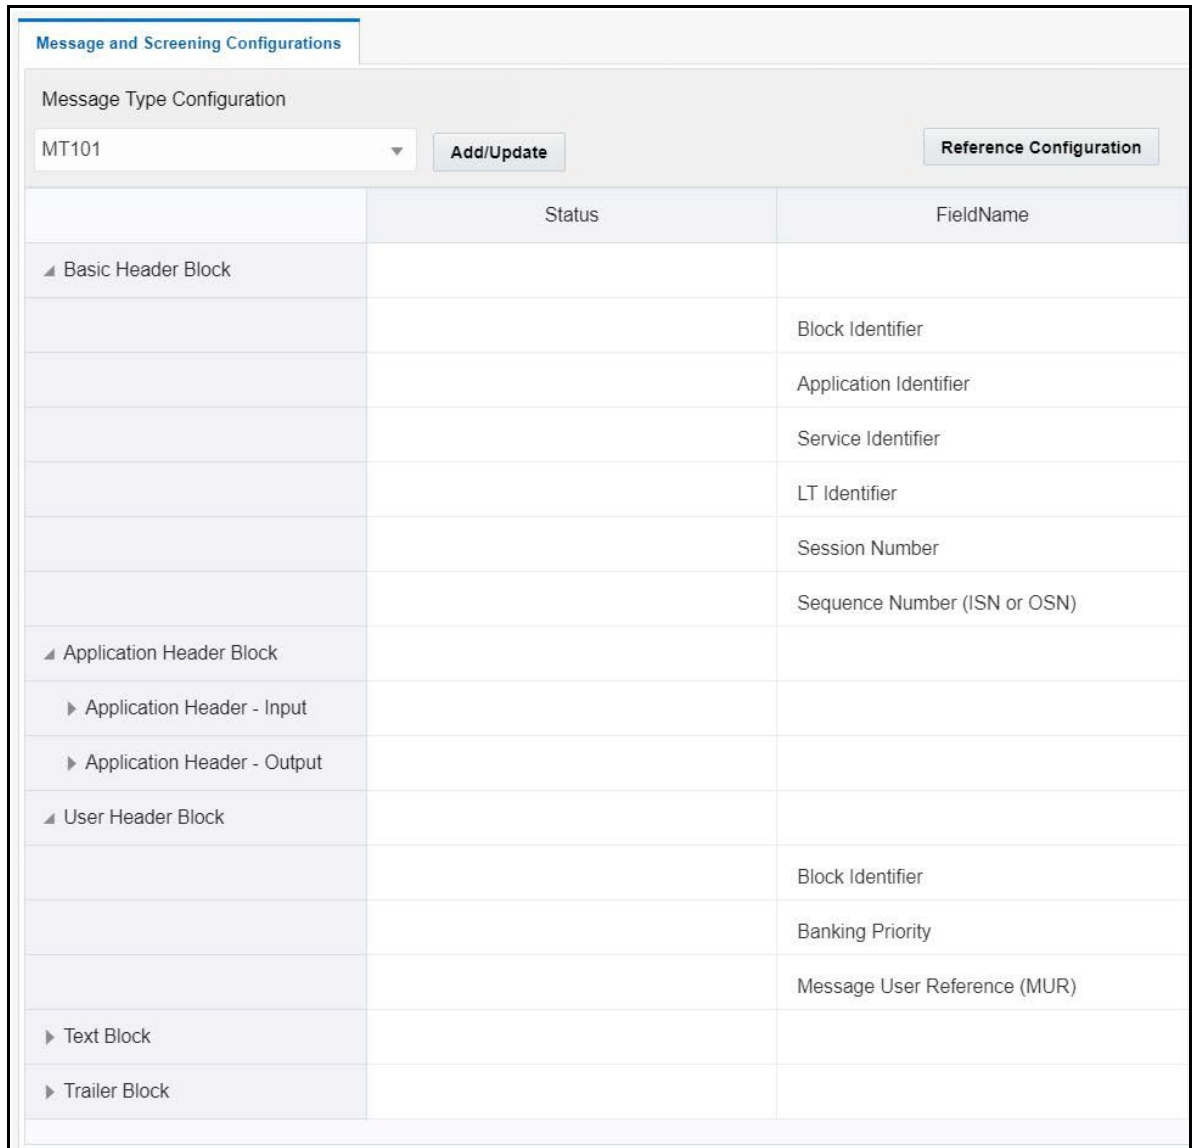 Message and Screening Configurations
Message Type Configuration
MT101
Add/Update
Reference Configuration
Status FieldName
Basic Header Block
Block Identifier
Application Identifier
Service Identifier
LT Identifier
Session Number
Sequence Number (ISN or OSN)
Application Header Block
Application Header - Input
Application Header - Output
User Header Block
Block Identifier
Banking Priority
Message User Reference (MUR)
Text Block
Trailer Block